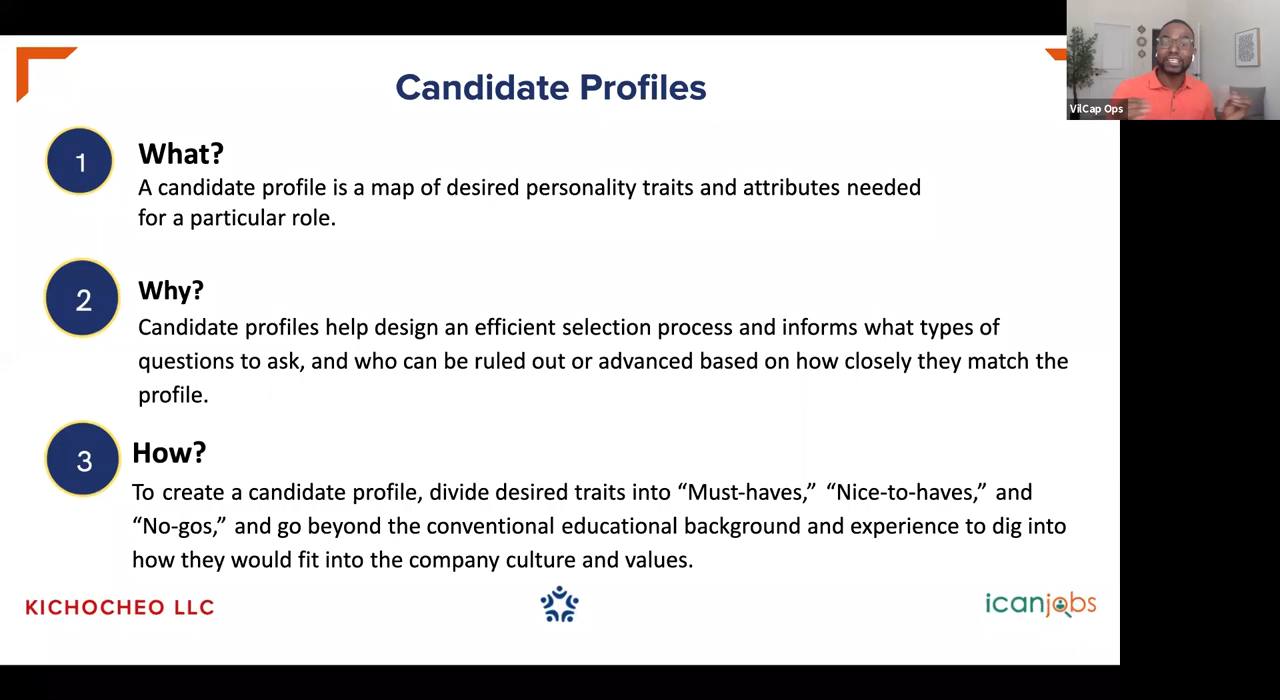 Candidate Profiles
VilCap Ops
1
What?
A candidate profile is a map of desired personality traits and attributes needed
for a particular role.
2
Why?
Candidate profiles help design an efficient selection process and informs what types of
questions to ask, and who can be ruled out or advanced based on how closely they match the
profile.
3
How?
To create a candidate profile, divide desired traits into “Must-haves,” “Nice-to-haves,” and
“No-gos,” and go beyond the conventional educational background and experience to dig into
how they would fit into the company culture and values.
KICHOCHEO LLC
icanjobs